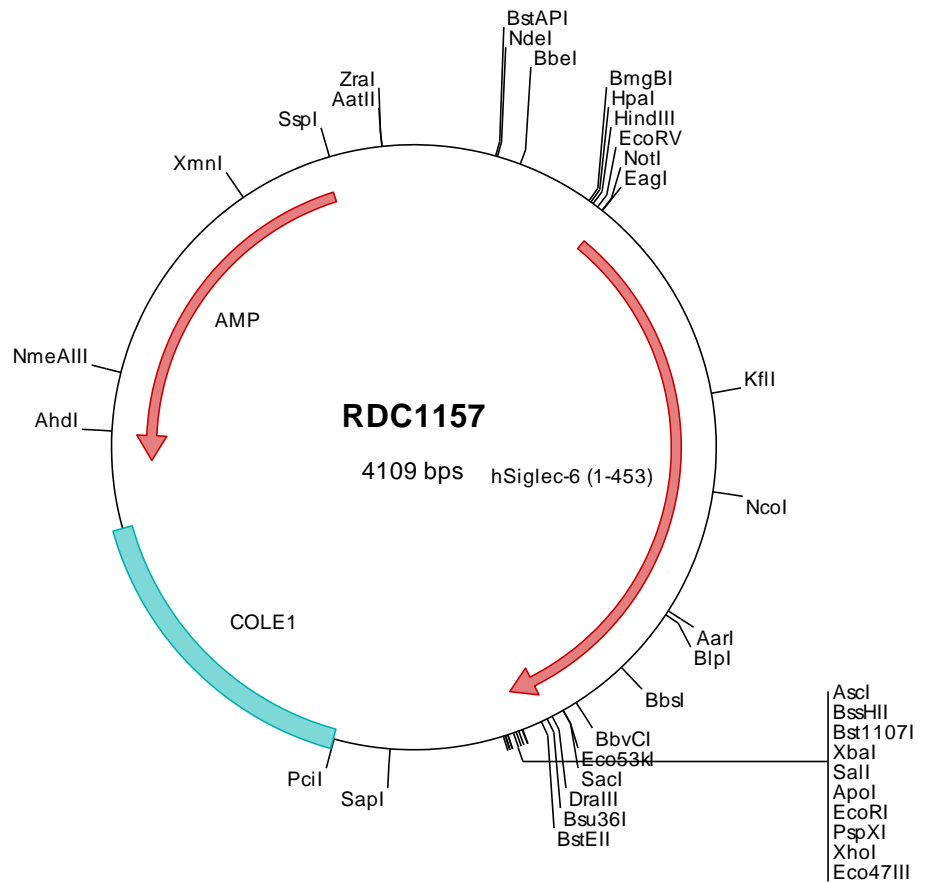 BstAPI
NdeI
BbeI
ZraI
AatII
SspI
XmnI
BmgBI
HpaI
HindIII
EcoRV
NotI
EagI
AMP
NmeAIII
AhdI
RDC1157
4109 bps
hSiglec-6 (1-453)
KflI
NcoI
COLE1
AarI
BlpI
BbsI
BbvCI
Eco53kI
SacI
DraIII
Bsu36I
BstEII
PciI
SapI
AscI
BssHII
Bst1107I
XbaI
SalI
ApoI
EcoRI
PspXI
XhoI
Eco47III